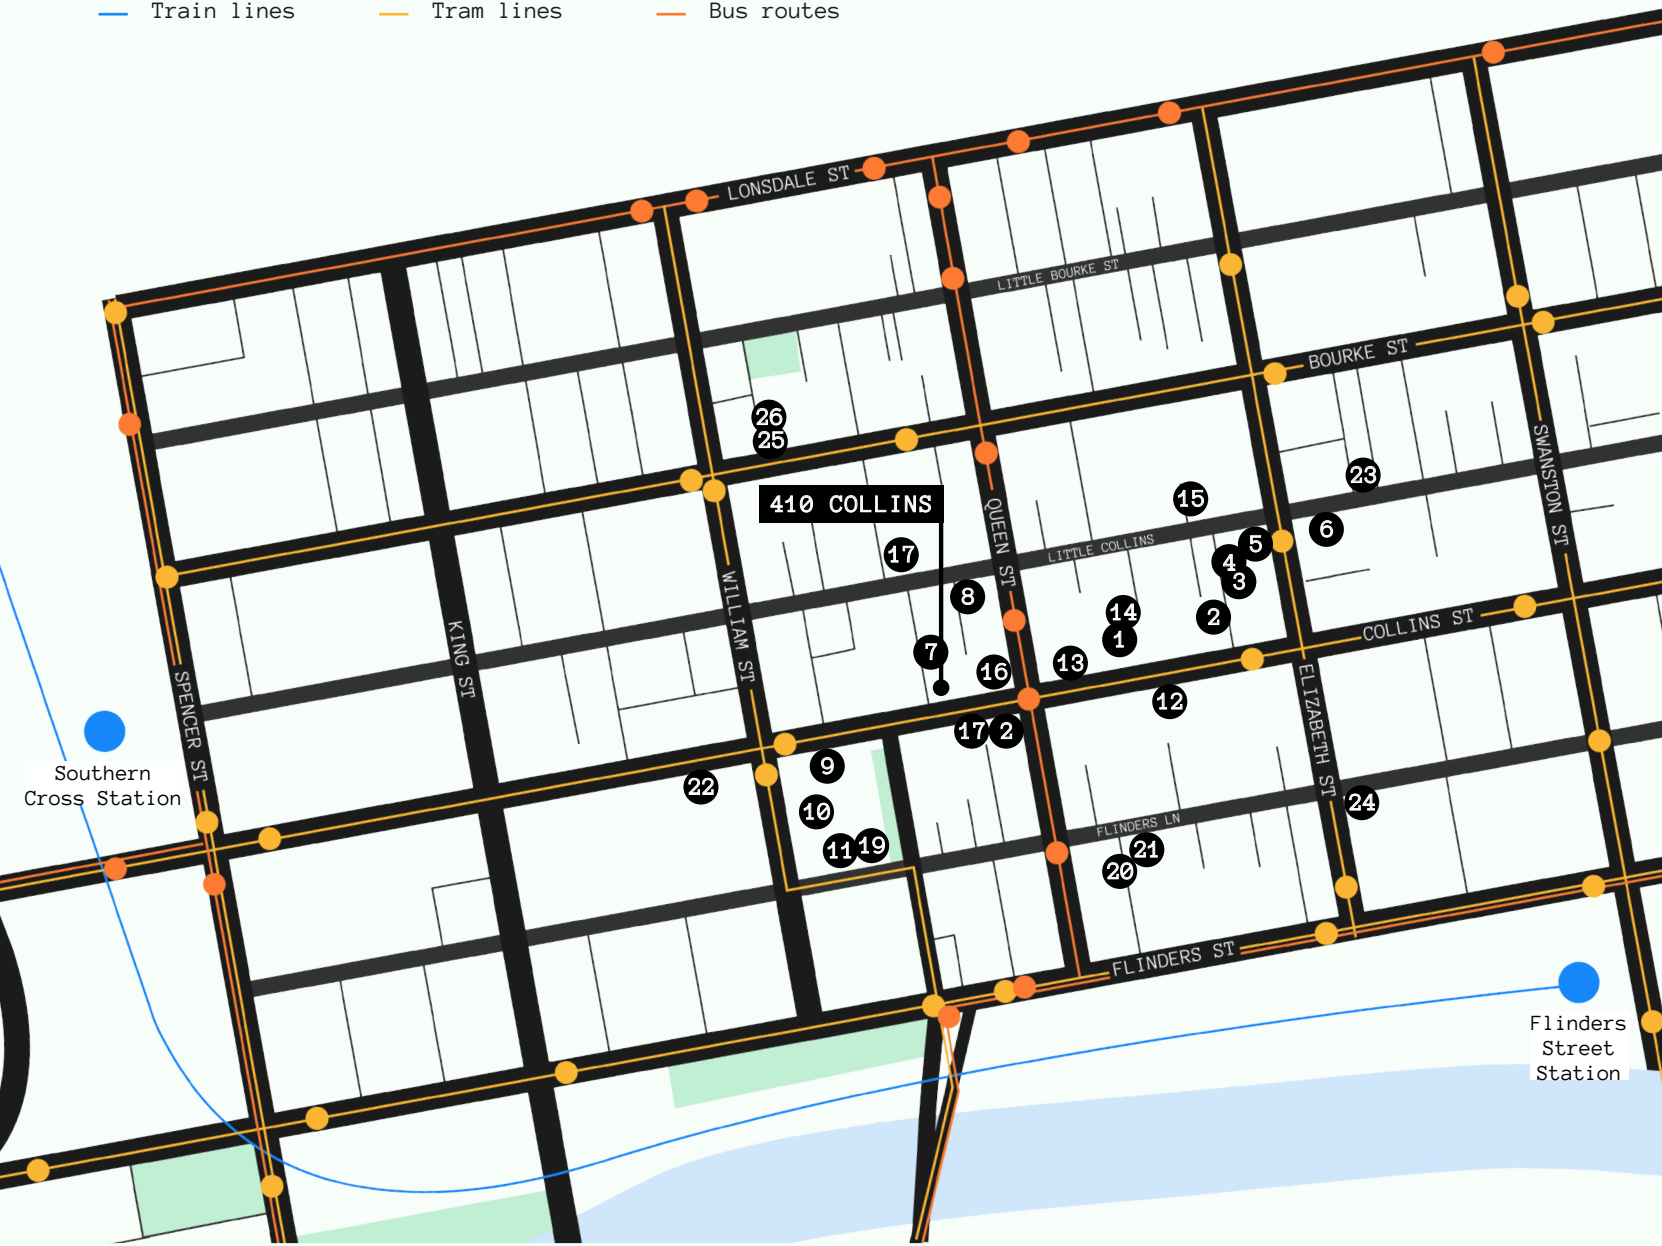 Train lines
Tram lines
Bus routes
LONSDALE ST
LITTLE BOURKE ST
BOURKE ST
26
25
SWANSTON ST
23
15
410 COLLINS
QUEEN ST
6
5
LITTLE COLLINS
17
4
3
8
WILLIAM ST
14
2
COLLINS ST
1
KING ST
7
13
16
ELIZABETH ST
SPENCER ST
12
17
2
9
Southern
Cross Station
22
24
10
FLINDERS LN
11
19
21
20
FLINDERS ST
Flinders
Street
Station